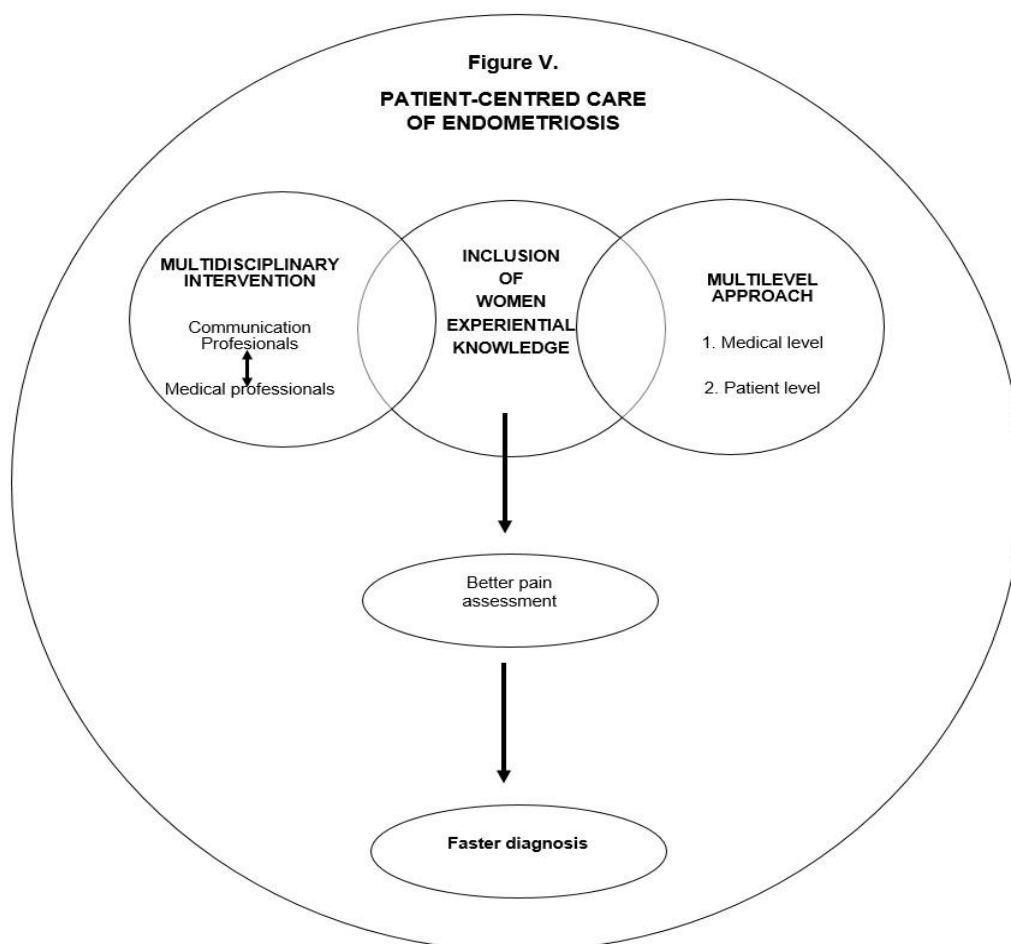 Figure V.
PATIENT-CENTRED CARE
OF ENDOMETRIOSIS
MULTIDISCIPLINARY
INTERVENTION
Communication
Profesionals
Medical professionals
INCLUSION
OF
WOMEN
EXPERIENTIAL
KNOWLEDGE
MULTILEVEL
APPROACH
1. Medical level
2. Patient level
Better pain
assessment
Faster diagnosis